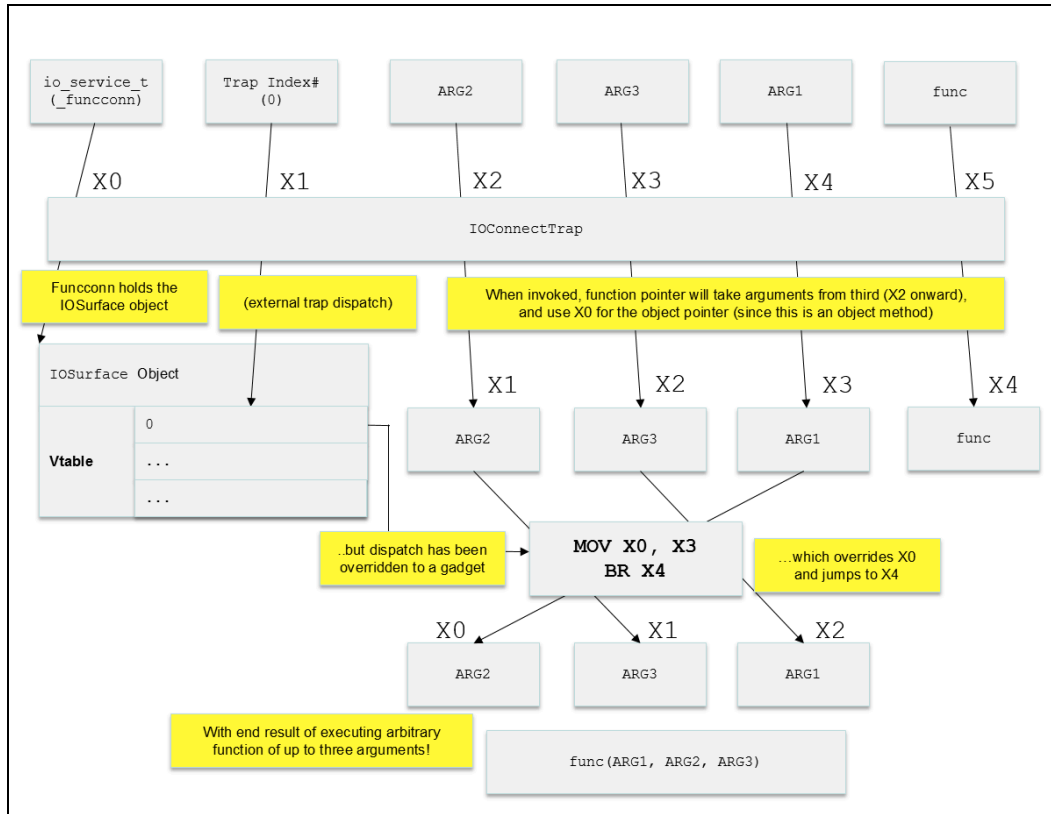 io_service_t
(_funcconn)
Trap Index#
(0)
ARG2
ARG3
ARG1
func
X0
X1
X2
X3
X4
X5
IOConnectTrap
Funcconn holds the
IOSurface object
(external trap dispatch)
When invoked, function pointer will take arguments from third (X2 onward),
and use X0 for the object pointer (since this is an object method)
IOSurface Object
Vtable
0
...
...
X1
X2
X3
X4
ARG2
ARG3
ARG1
func
..but dispatch has been
overridden to a gadget
MOV X0, X3
BR X4
...which overrides X0
and jumps to X4
X0
X1
X2
ARG2
ARG3
ARG1
With end result of executing arbitrary
function of up to three arguments!
func(ARG1, ARG2, ARG3)